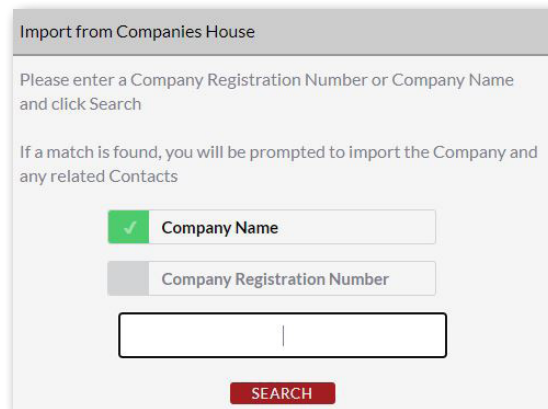 Import from Companies House
Please enter a Company Registration Number or Company Name
and click Search
If a match is found, you will be prompted to import the Company and
any related Contacts
Company Name
Company Registration Number
SEARCH